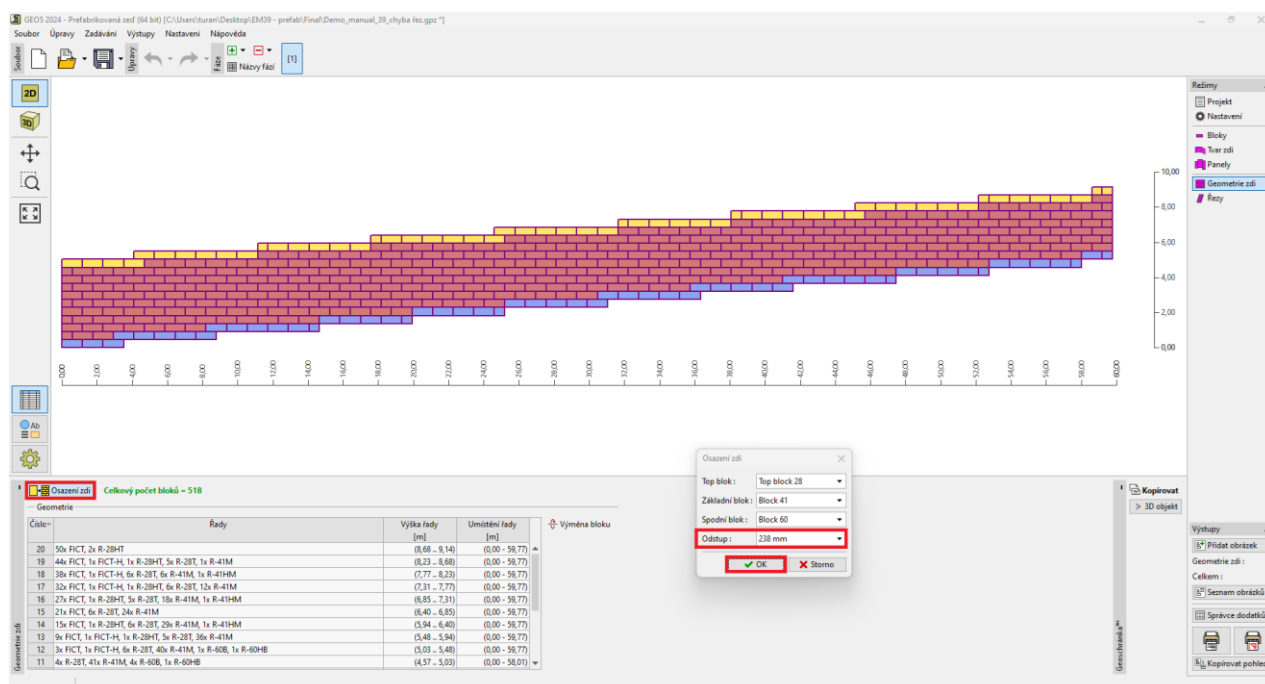 GEO5 2024 - Prefabrikovaná zeď (64 bit) [C:\Users\turan\Desktop\EM39 - prefab\Final\Demo_manual_39_chyba řez.gpz *]
Soubor Úpravy Zadávání Výstupy Nastavení Nápověda
Soubor
Úpravy
Fáze
Názvy fází
[1]
2D
3D
Ab
10,00
8,00
6,00
4,00
2,00
0,00
0,00 2,00 4,00 6,00 8,00 10,00 12,00 14,00 16,00 18,00 20,00 22,00 24,00 26,00 28,00 30,00 32,00 34,00 36,00 38,00 40,00 42,00 44,00 46,00 48,00 50,00 52,00 54,00 56,00 58,00 60,00
Režimy
Projekt
Nastavení
Bloky
Tvar zdi
Panely
Geometrie zdi
Řezy
Osazení zdi
Celkový počet bloků = 518
Geometrie
Číslo Řady Výška řady Umístění řady
[m] [m]
Výměna bloku
20 50x FICT, 2x R-28HT (8,68 .. 9,14) (0,00 - 59,77)
19 44x FICT, 1x FICT-H, 1x R-28HT, 5x R-28T, 1x R-41M (8,23 .. 8,68) (0,00 - 59,77)
18 38x FICT, 1x FICT-H, 6x R-28T, 6x R-41M, 1x R-41HM (7,77 .. 8,23) (0,00 - 59,77)
17 32x FICT, 1x FICT-H, 1x R-28HT, 6x R-28T, 12x R-41M (7,31 .. 7,77) (0,00 - 59,77)
16 27x FICT, 1x R-28HT, 5x R-28T, 18x R-41M, 1x R-41HM (6,85 .. 7,31) (0,00 - 59,77)
15 21x FICT, 6x R-28T, 24x R-41M (6,40 .. 6,85) (0,00 - 59,77)
14 15x FICT, 1x FICT-H, 1x R-28HT, 6x R-28T, 29x R-41M, 1x R-41HM (5,94 .. 6,40) (0,00 - 59,77)
13 9x FICT, 1x FICT-H, 1x R-28HT, 5x R-28T, 36x R-41M (5,48 .. 5,94) (0,00 - 59,77)
12 3x FICT, 1x FICT-H, 6x R-28T, 40x R-41M, 1x R-60B, 1x R-60HB (5,03 .. 5,48) (0,00 - 59,77)
11 4x R-28T, 41x R-41M, 4x R-60B, 1x R-60HB (4,57 .. 5,03) (0,00 - 58,01)
Geometrie zdi
Osazení zdi
Top blok : Top block 28
Základní blok : Block 41
Spodní blok : Block 60
Odstup : 238 mm
OK
Storno
Kopírovat
3D objekt
Geoschránka™
Výstupy
Přidat obrázek
Geometrie zdi :
Celkem :
Seznam obrázků
Správce dodatků
Kopírovat pohled